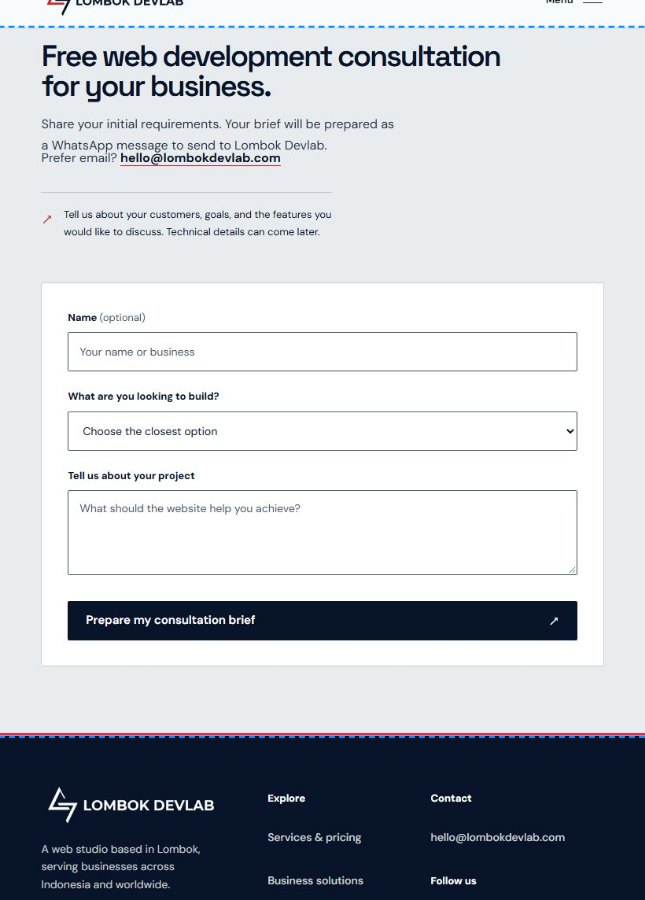 LOMBOK DEVLAB
Menu
Free web development consultation
for your business.
Share your initial requirements. Your brief will be prepared as
a WhatsApp message to send to Lombok Devlab.
Prefer email? hello@lombokdevlab.com
Tell us about your customers, goals, and the features you
would like to discuss. Technical details can come later.
Name (optional)
Your name or business
What are you looking to build?
Choose the closest option
Tell us about your project
What should the website help you achieve?
Prepare my consultation brief
LOMBOK DEVLAB
A web studio based in Lombok,
serving businesses across
Indonesia and worldwide.
Explore
Services & pricing
Business solutions
Contact
hello@lombokdevlab.com
Follow us